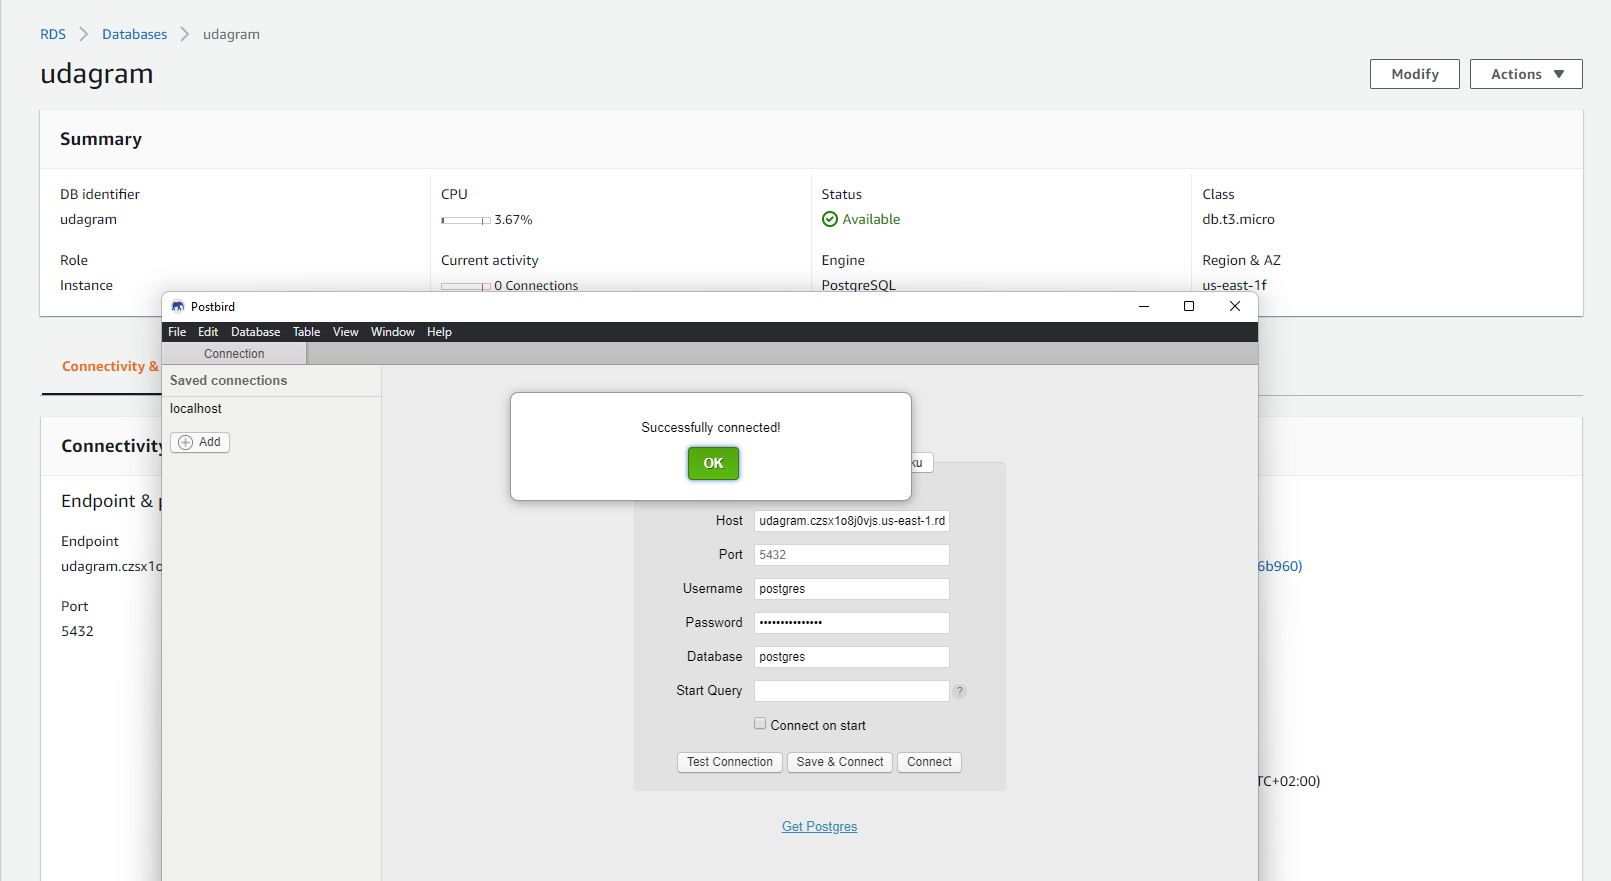 RDS > Databases > udagram
udagram
Modify
Actions
Summary
DB identifier
udagram
CPU
3.67%
Status
Available
Class
db.t3.micro
Role
Instance
Current activity
0 Connections
Engine
PostgreSQL
Region & AZ
us-east-1f
Postbird
File Edit Database Table View Window Help
Connection
Connectivity &
Saved connections
localhost
Add
Successfully connected!
OK
ku
Connectivity
Endpoint &
Endpoint
udagram.czsx1o
Port
5432
Host udagram.czsx1o8j0vjs.us-east-1.rd
Port 5432
Username postgres
Password •••••••••••••••
Database postgres
Start Query ?
Connect on start
Test Connection Save & Connect Connect
Get Postgres
6b960)
TC+02:00)